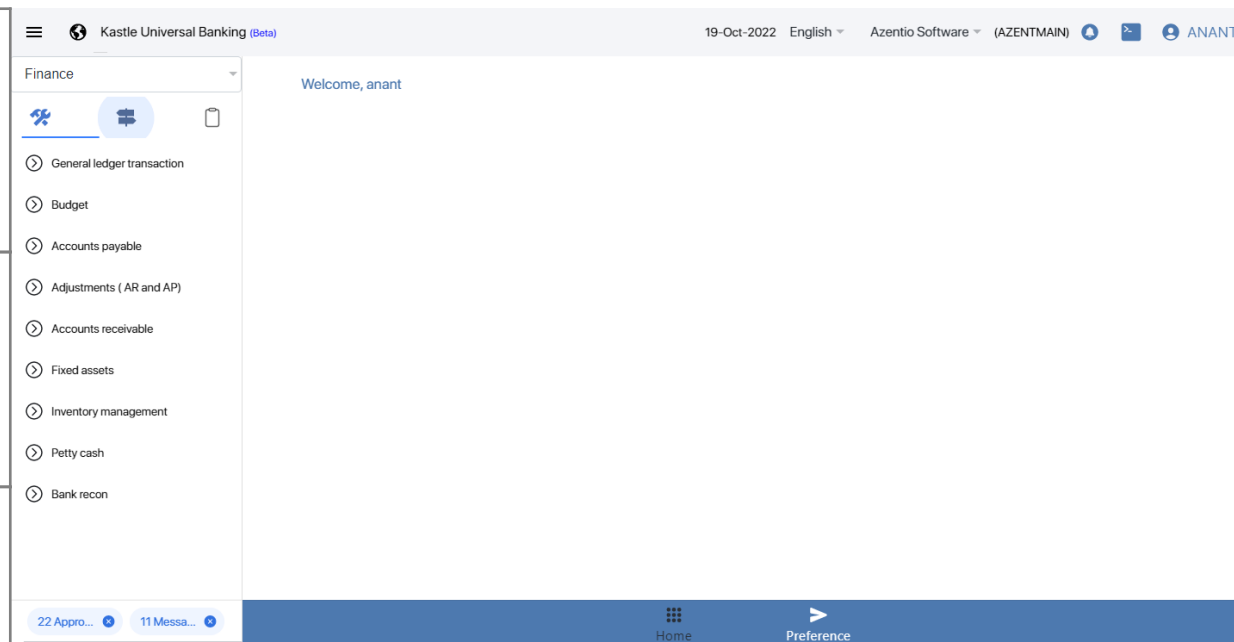 Kastle Universal Banking (Beta) 19-Oct-2022 English Azentio Software (AZENTMAIN) ANANT
Finance
Welcome, anant
General ledger transaction
Budget
Accounts payable
Adjustments ( AR and AP)
Accounts receivable
Fixed assets
Inventory management
Petty cash
Bank recon
22 Appro... 11 Messa... Home Preference